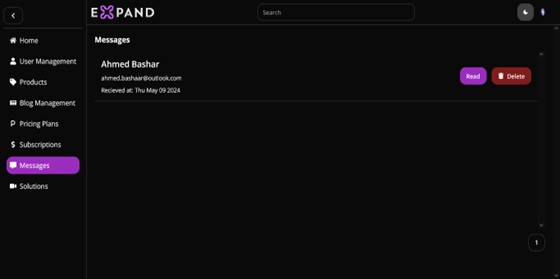 EXPAND
Search
Home
User Management
Products
Blog Management
Pricing Plans
Subscriptions
Messages
Solutions
Messages
Ahmed Bashar
ahmed.bashaar@outlook.com
Recieved at: Thu May 09 2024
Read
Delete
1